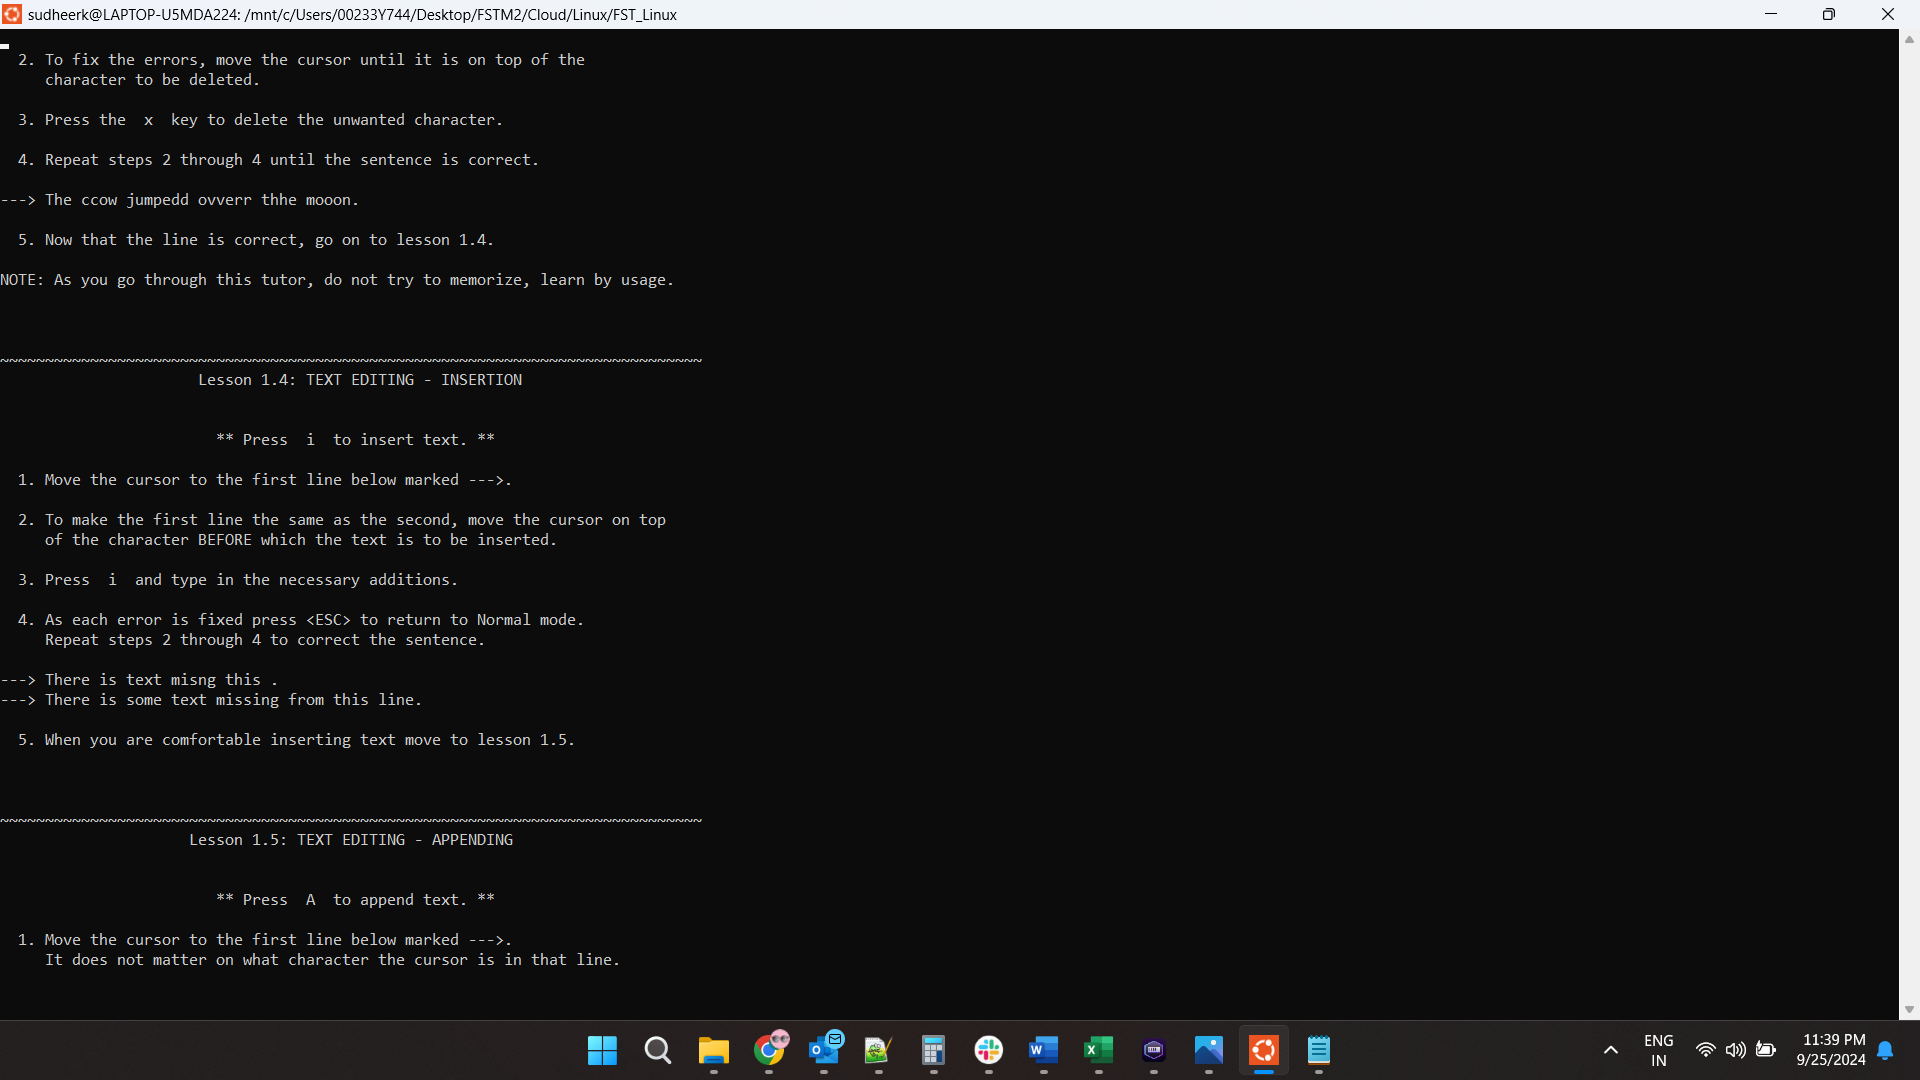 sudheerk@LAPTOP-U5MDA224: /mnt/c/Users/00233Y744/Desktop/FSTM2/Cloud/Linux/FST_Linux
2. To fix the errors, move the cursor until it is on top of the
character to be deleted.
3. Press the  x  key to delete the unwanted character.
4. Repeat steps 2 through 4 until the sentence is correct.
---> The ccow jumpedd ovverr thhe mooon.
5. Now that the line is correct, go on to lesson 1.4.
NOTE: As you go through this tutor, do not try to memorize, learn by usage.
~~~~~~~~~~~~~~~~~~~~~~~~~~~~~~~~~~~~~~~~~~~~~~~~~~~~~~~~~~~~~~~~~~~~~~~~~~~~~~
Lesson 1.4: TEXT EDITING - INSERTION
** Press  i  to insert text. **
1. Move the cursor to the first line below marked --->.
2. To make the first line the same as the second, move the cursor on top
of the character BEFORE which the text is to be inserted.
3. Press  i  and type in the necessary additions.
4. As each error is fixed press <ESC> to return to Normal mode.
Repeat steps 2 through 4 to correct the sentence.
---> There is text misng this .
---> There is some text missing from this line.
5. When you are comfortable inserting text move to lesson 1.5.
~~~~~~~~~~~~~~~~~~~~~~~~~~~~~~~~~~~~~~~~~~~~~~~~~~~~~~~~~~~~~~~~~~~~~~~~~~~~~~
Lesson 1.5: TEXT EDITING - APPENDING
** Press  A  to append text. **
1. Move the cursor to the first line below marked --->.
It does not matter on what character the cursor is in that line.
ENG
IN
11:39 PM
9/25/2024